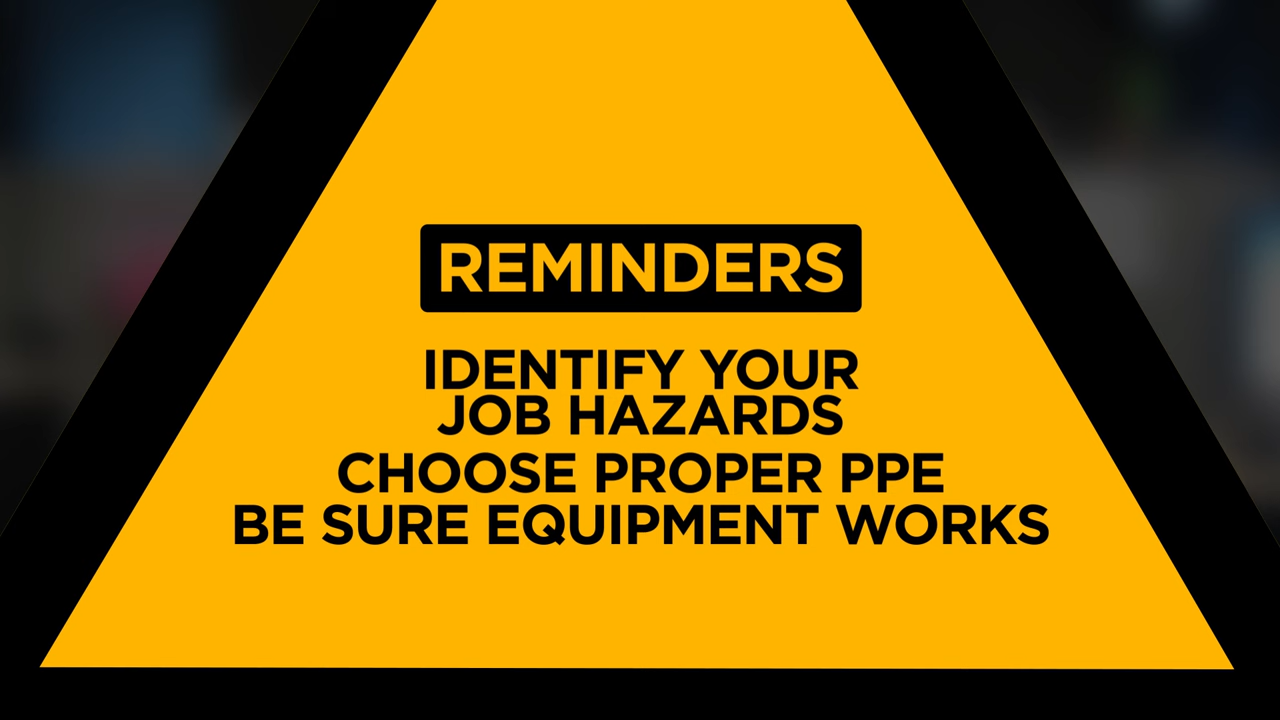 REMINDERS
IDENTIFY YOUR
JOB HAZARDS
CHOOSE PROPER PPE
BE SURE EQUIPMENT WORKS